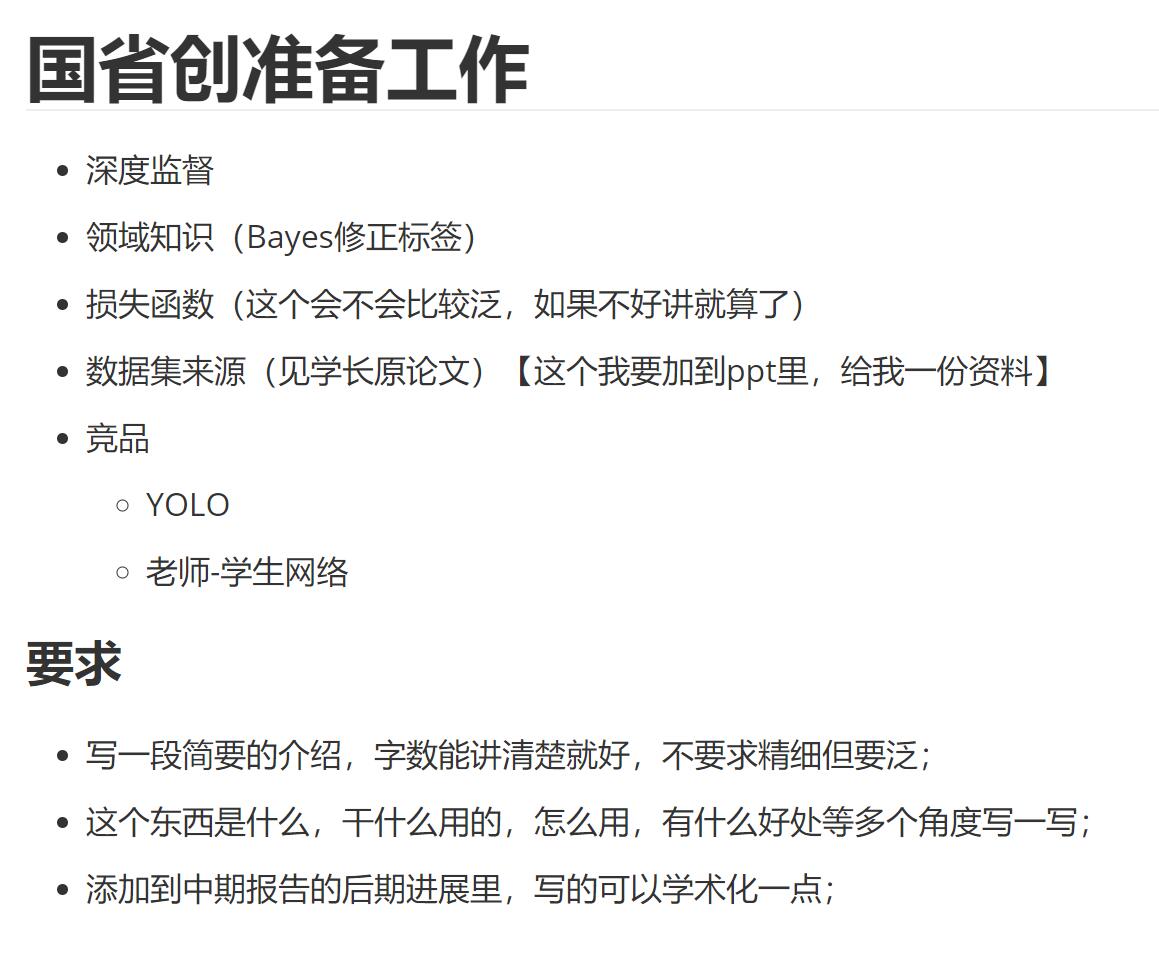 国省创准备工作
深度监督
领域知识（Bayes修正标签）
损失函数（这个会不会比较泛，如果不好讲就算了）
数据集来源（见学长原论文）【这个我要加到ppt里，给我一份资料】
竞品
YOLO
老师-学生网络
要求
写一段简要的介绍，字数能讲清楚就好，不要求精细但要泛；
这个东西是什么，干什么用的，怎么用，有什么好处等多个角度写一写；
添加到中期报告的后期进展里，写的可以学术化一点；